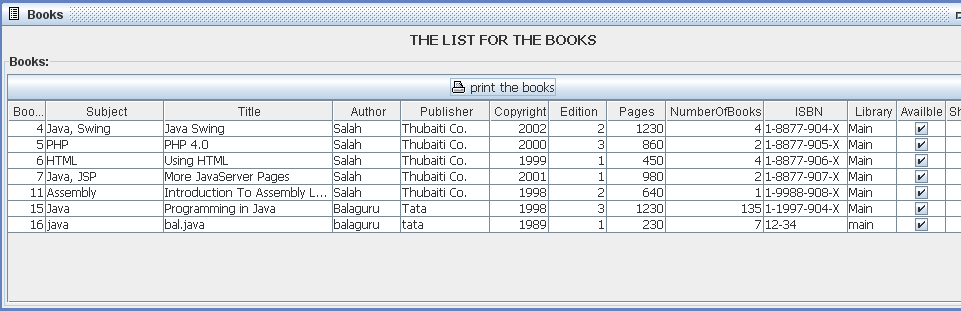 Books
THE LIST FOR THE BOOKS
Books:
print the books
Boo... Subject Title Author Publisher Copyright Edition Pages NumberOfBooks ISBN Library Availble Sh
4 Java, Swing Java Swing Salah Thubaiti Co. 2002 2 1230 4 1-8877-904-X Main
5 PHP PHP 4.0 Salah Thubaiti Co. 2000 3 860 2 1-8877-905-X Main
6 HTML Using HTML Salah Thubaiti Co. 1999 1 450 4 1-8877-906-X Main
7 Java, JSP More JavaServer Pages Salah Thubaiti Co. 2001 1 980 2 1-8877-907-X Main
11 Assembly Introduction To Assembly L... Salah Thubaiti Co. 1998 2 640 1 1-9988-908-X Main
15 Java Programming in Java Balaguru Tata 1998 3 1230 135 1-1997-904-X Main
16 java bal.java balaguru tata 1989 1 230 7 12-34 main